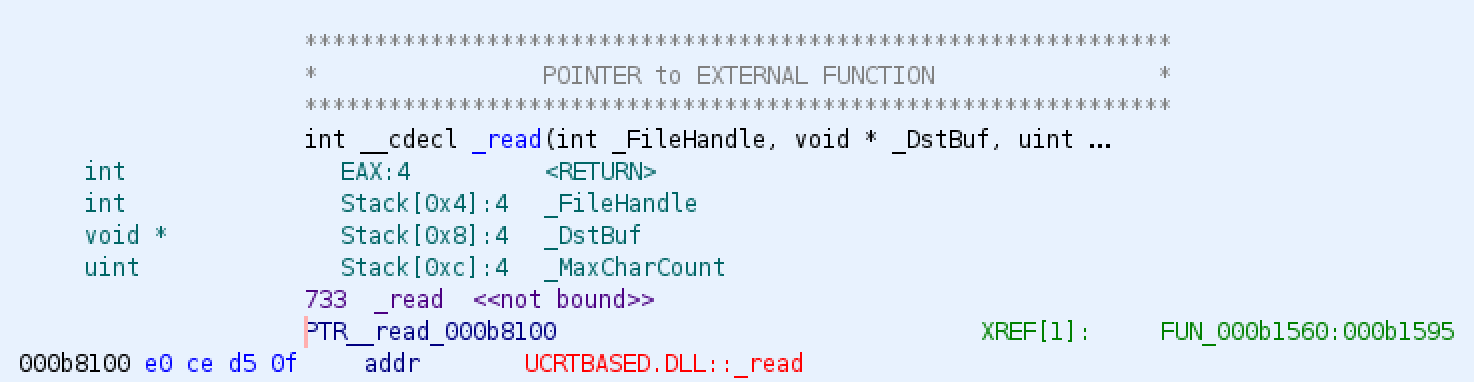 **************************************************************
* POINTER to EXTERNAL FUNCTION *
**************************************************************
int __cdecl _read(int _FileHandle, void * _DstBuf, uint ...
int EAX:4 <RETURN>
int Stack[0x4]:4 _FileHandle
void * Stack[0x8]:4 _DstBuf
uint Stack[0xc]:4 _MaxCharCount
733 _read <<not bound>>
PTR__read_000b8100 XREF[1]: FUN_000b1560:000b1595
000b8100 e0 ce d5 0f addr UCRTBASED.DLL::_read